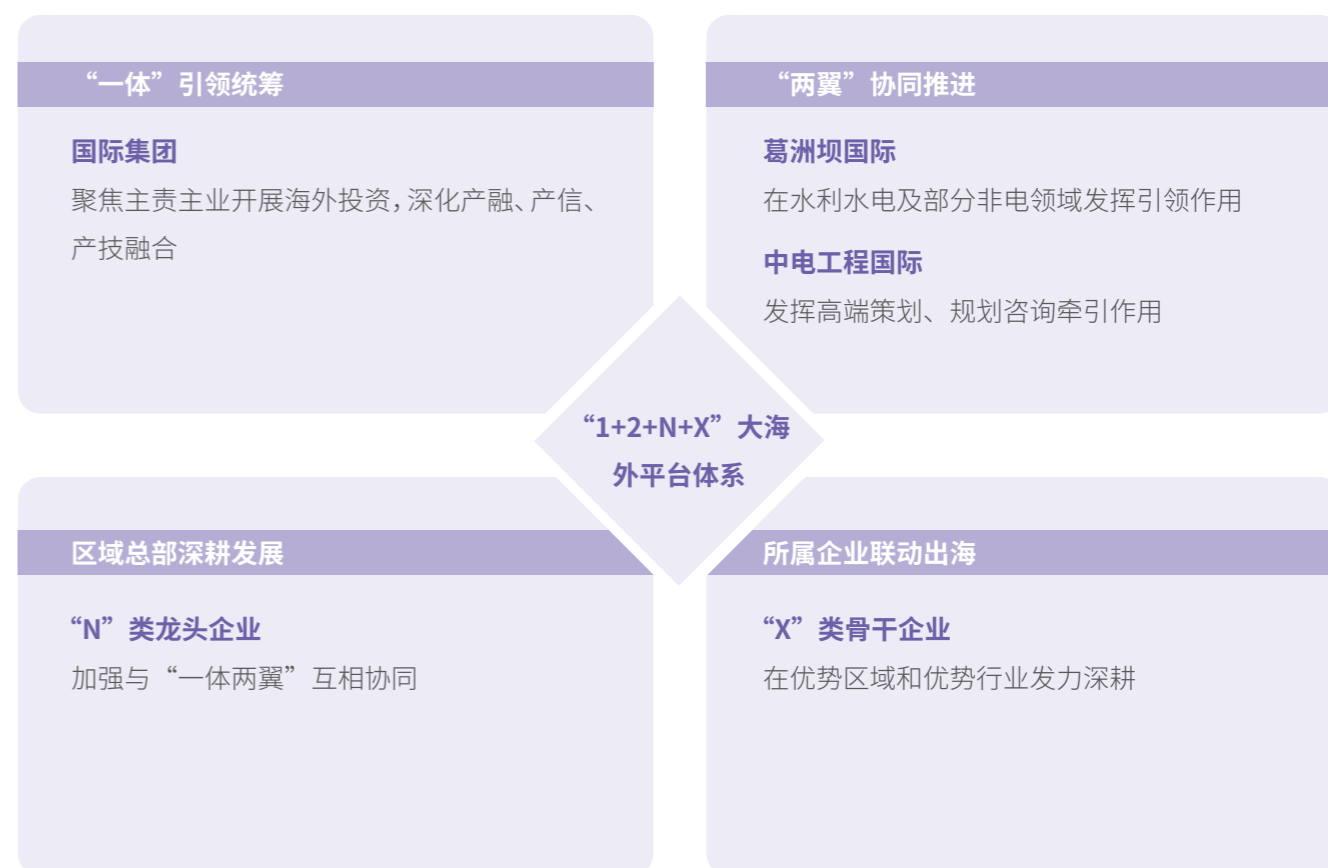 “一体”引领统筹
国际集团
聚焦主责主业开展海外投资，深化产融、产信、
产技融合
“两翼”协同推进
葛洲坝国际
在水利水电及部分非电领域发挥引领作用
中电工程国际
发挥高端策划、规划咨询牵引作用
“1+2+N+X”大海
外平台体系
区域总部深耕发展
“N”类龙头企业
加强与“一体两翼”互相协同
所属企业联动出海
“X”类骨干企业
在优势区域和优势行业发力深耕